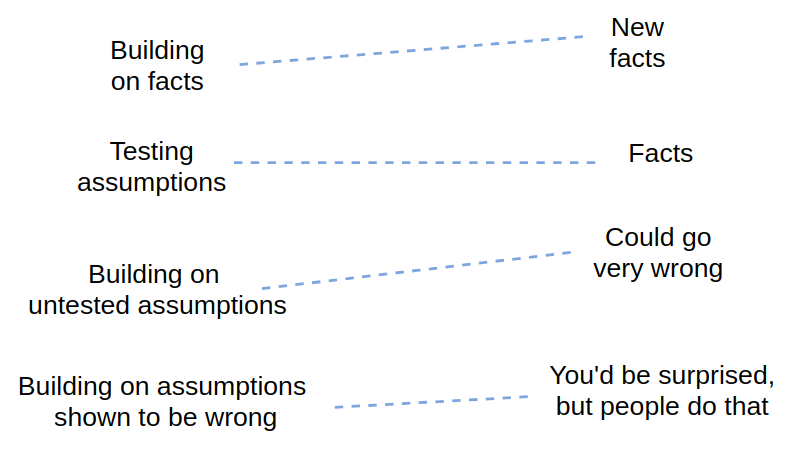 Building
on facts
New
facts
Testing
assumptions
Facts
Building on
untested assumptions
Could go
very wrong
Building on assumptions
shown to be wrong
You'd be surprised,
but people do that